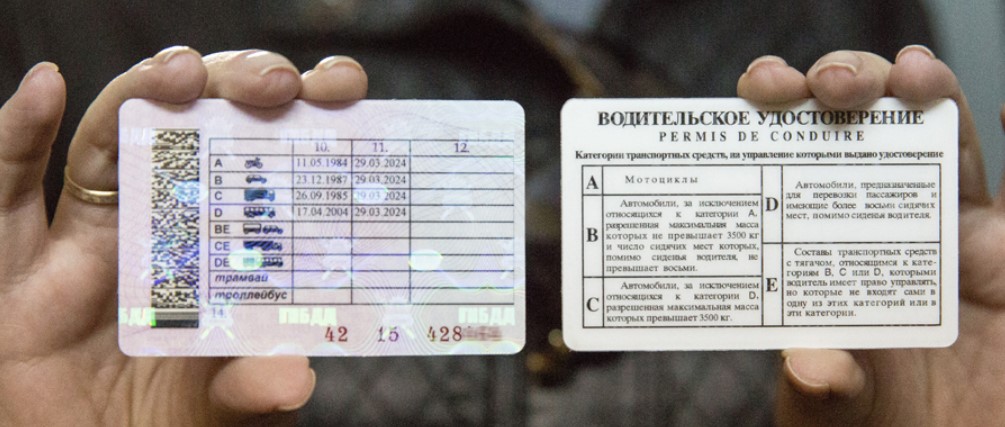 ГИБДД
10. 11. 12.
A 11.05.1984 29.03.2024
B 23.12.1987 29.03.2024
C 26.09.1985 29.03.2024
D 17.04.2004 29.03.2024
BE
CE
DE
трамвай
троллейбус
14.
ГИБДД
42 15 428
ВОДИТЕЛЬСКОЕ УДОСТОВЕРЕНИЕ
PERMIS DE CONDUIRE
Категории транспортных средств, на управление которыми выдано удостоверение
A Мотоциклы
B Автомобили, за исключением
относящихся к категории A,
разрешенная максимальная масса
которых не превышает 3500 кг
и число сидячих мест которых,
помимо сиденья водителя, не
превышает восьми.
C Автомобили, за исключением
относящихся к категории D,
разрешенная максимальная масса
которых превышает 3500 кг.
D Автомобили, предназначенные
для перевозки пассажиров и
имеющие более восьми сидячих
мест, помимо сиденья водителя.
E Составы транспортных средств
с тягачом, относящимся к кате-
гориям B, C или D, которыми
водитель имеет право управлять,
но которые не входят сами в
одну из этих категорий или в
эти категории.